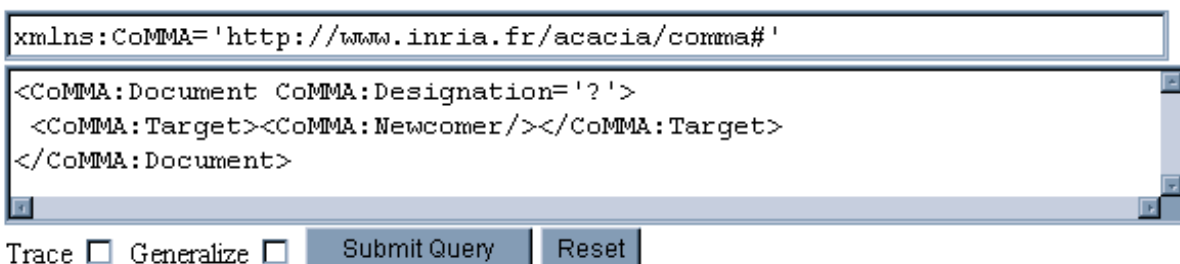 xmlns:CoMMA='http://www.inria.fr/acacia/comma#'
<CoMMA:Document CoMMA:Designation='?'>
 <CoMMA:Target><CoMMA:Newcomer/></CoMMA:Target>
</CoMMA:Document>
Trace Generalize Submit Query Reset